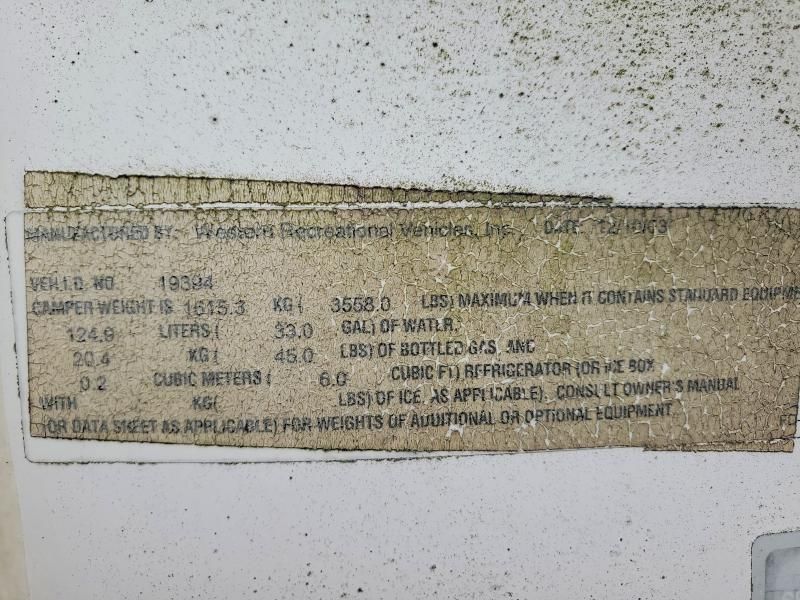 MANUFACTURED BY: Western Recreational Vehicles, Inc. DATE 12/10/03
VEH.I.D. NO. 19394
CAMPER WEIGHT IS 1615.3 KG( 3558.0 LBS) MAXIMUM WHEN IT CONTAINS STANDARD EQUIPME
124.9 LITERS( 33.0 GAL) OF WATER,
20.4 KG( 45.0 LBS) OF BOTTLED GAS, AND
0.2 CUBIC METERS( 6.0 CUBIC FT) REFRIGERATOR (OR ICE BOX
WITH KG( LBS) OF ICE, AS APPLICABLE). CONSULT OWNER'S MANUAL
(OR DATA SHEET AS APPLICABLE) FOR WEIGHTS OF ADDITIONAL OR OPTIONAL EQUIPMENT